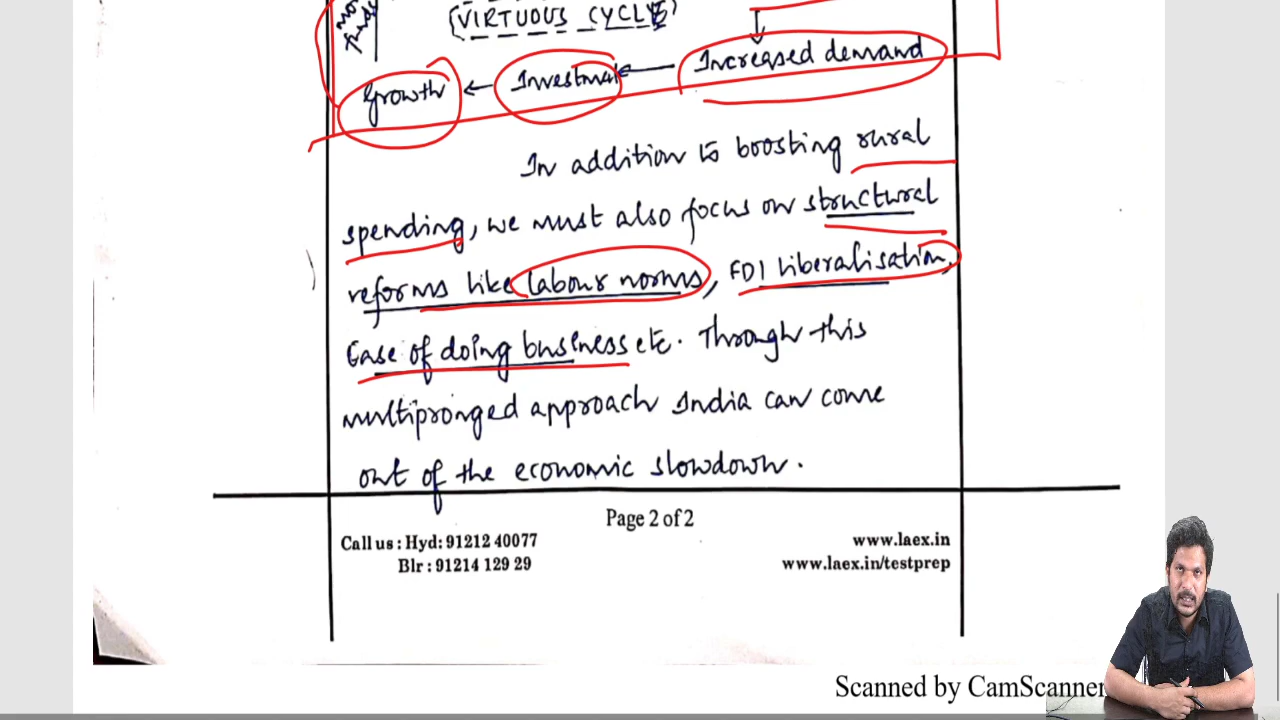 (VIRTUOUS CYCLE)
Growth ← Investment ← Increased demand
In addition to boosting rural
spending, we must also focus on structural
reforms like labour norms, FDI liberalisation,
Ease of doing business etc. Through this
multipronged approach India can come
out of the economic slowdown.
Page 2 of 2
Call us : Hyd: 91212 40077
Blr : 91214 129 29
www.laex.in
www.laex.in/testprep
Scanned by CamScanner